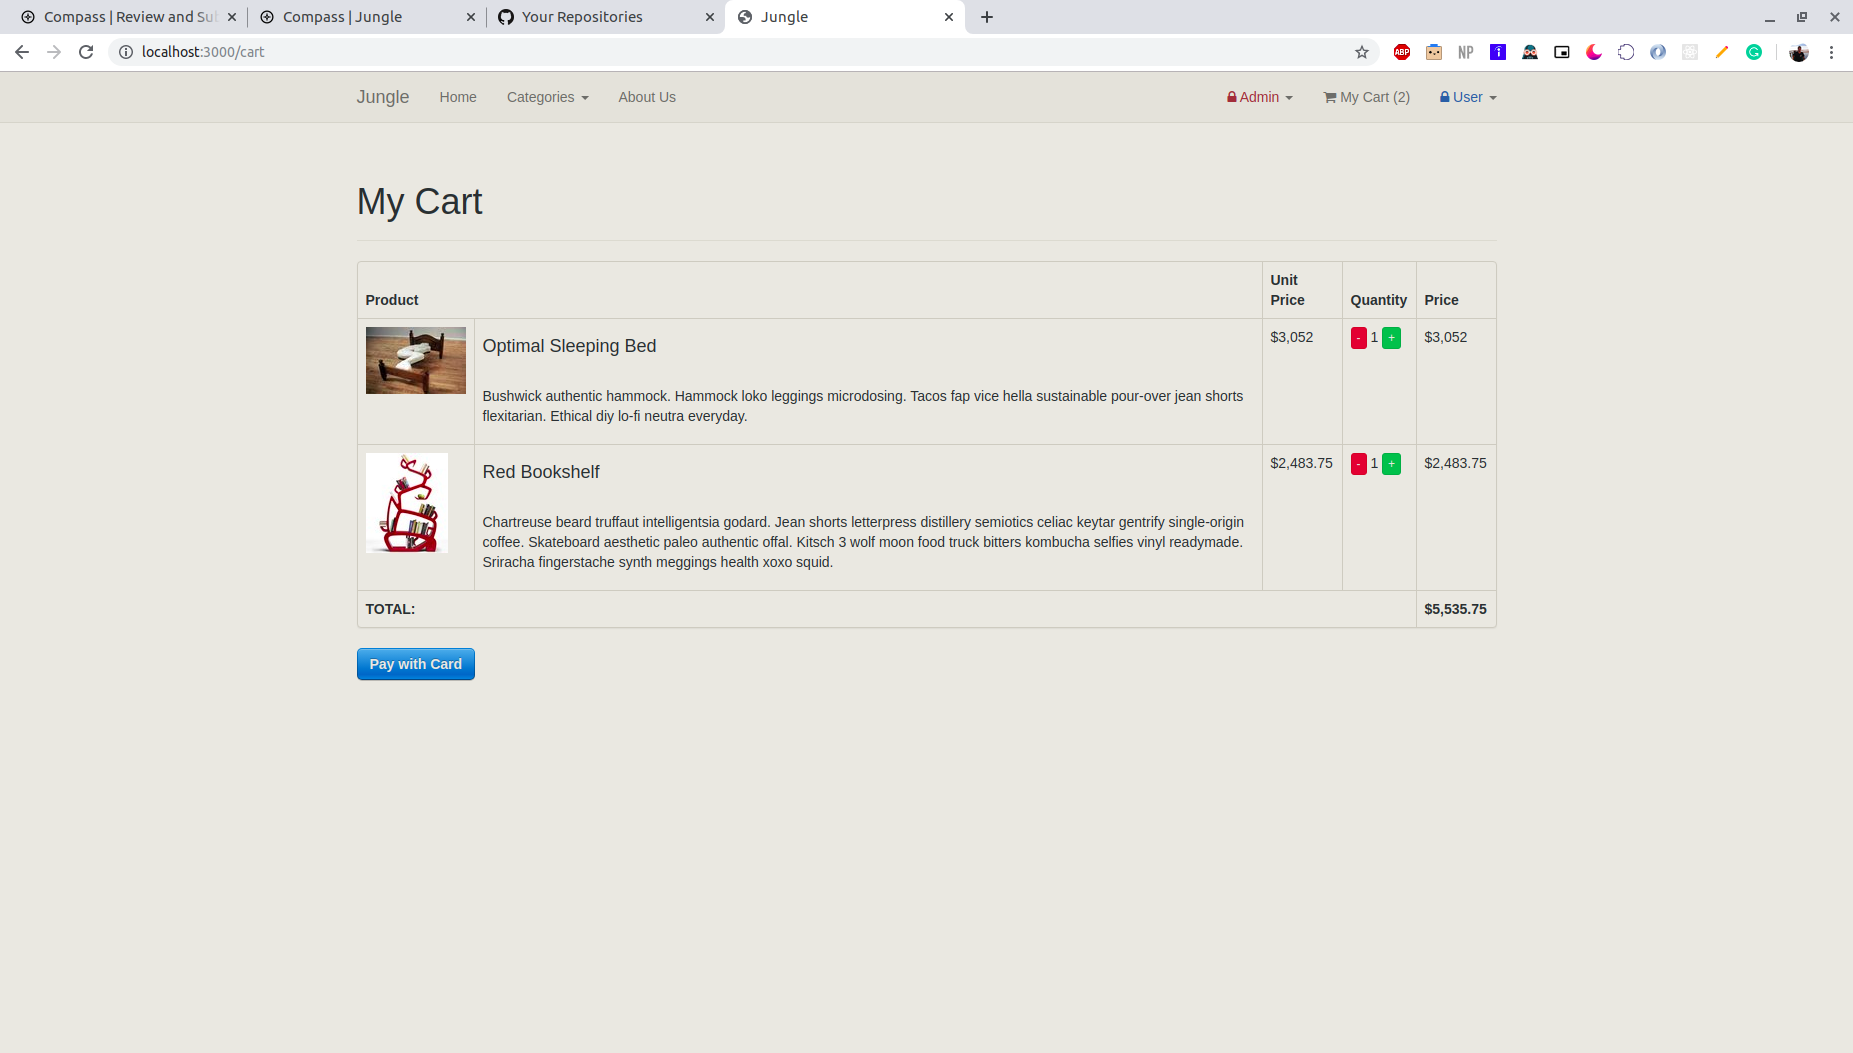 Compass | Review and Su
Compass | Jungle
Your Repositories
Jungle
localhost:3000/cart
ABP
NP
Jungle
Home
Categories
About Us
Admin
My Cart (2)
User
My Cart
Product
Unit
Price
Quantity
Price
Optimal Sleeping Bed
$3,052
- 1 +
$3,052
Bushwick authentic hammock. Hammock loko leggings microdosing. Tacos fap vice hella sustainable pour-over jean shorts
flexitarian. Ethical diy lo-fi neutra everyday.
Red Bookshelf
$2,483.75
- 1 +
$2,483.75
Chartreuse beard truffaut intelligentsia godard. Jean shorts letterpress distillery semiotics celiac keytar gentrify single-origin
coffee. Skateboard aesthetic paleo authentic offal. Kitsch 3 wolf moon food truck bitters kombucha selfies vinyl readymade.
Sriracha fingerstache synth meggings health xoxo squid.
TOTAL:
$5,535.75
Pay with Card